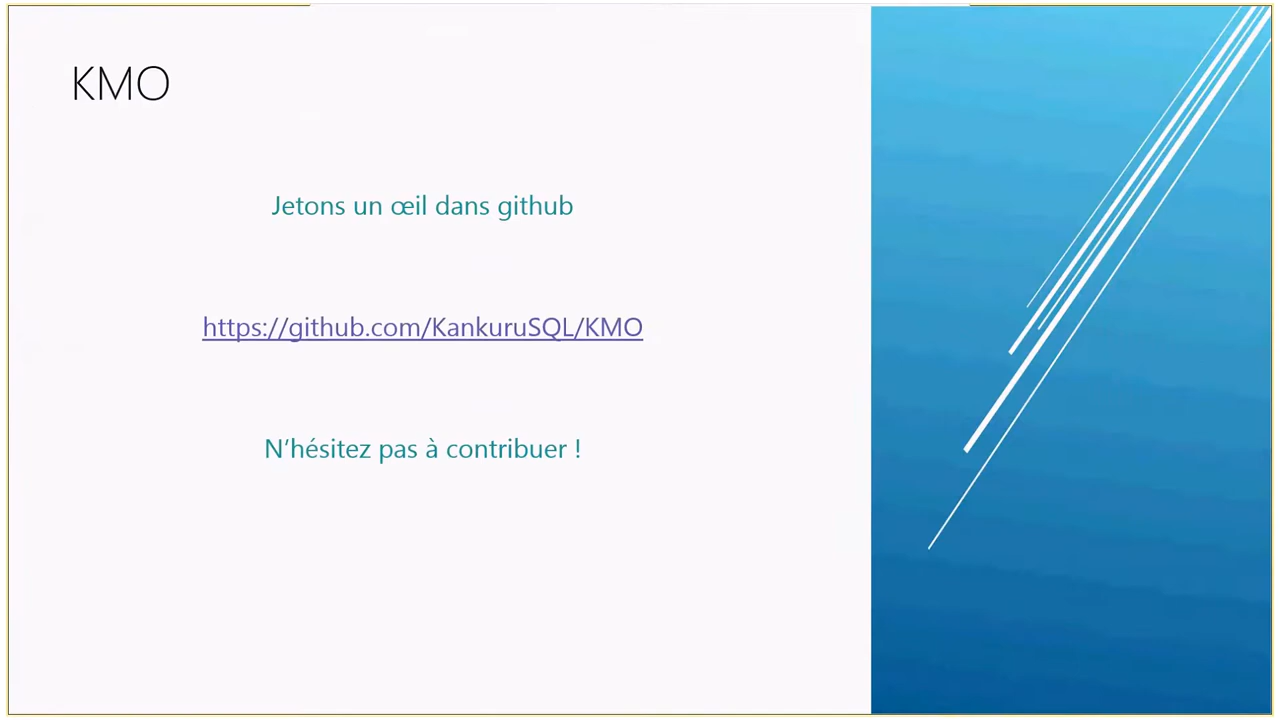 KMO
Jetons un œil dans github
https://github.com/KankuruSQL/KMO
N’hésitez pas à contribuer !